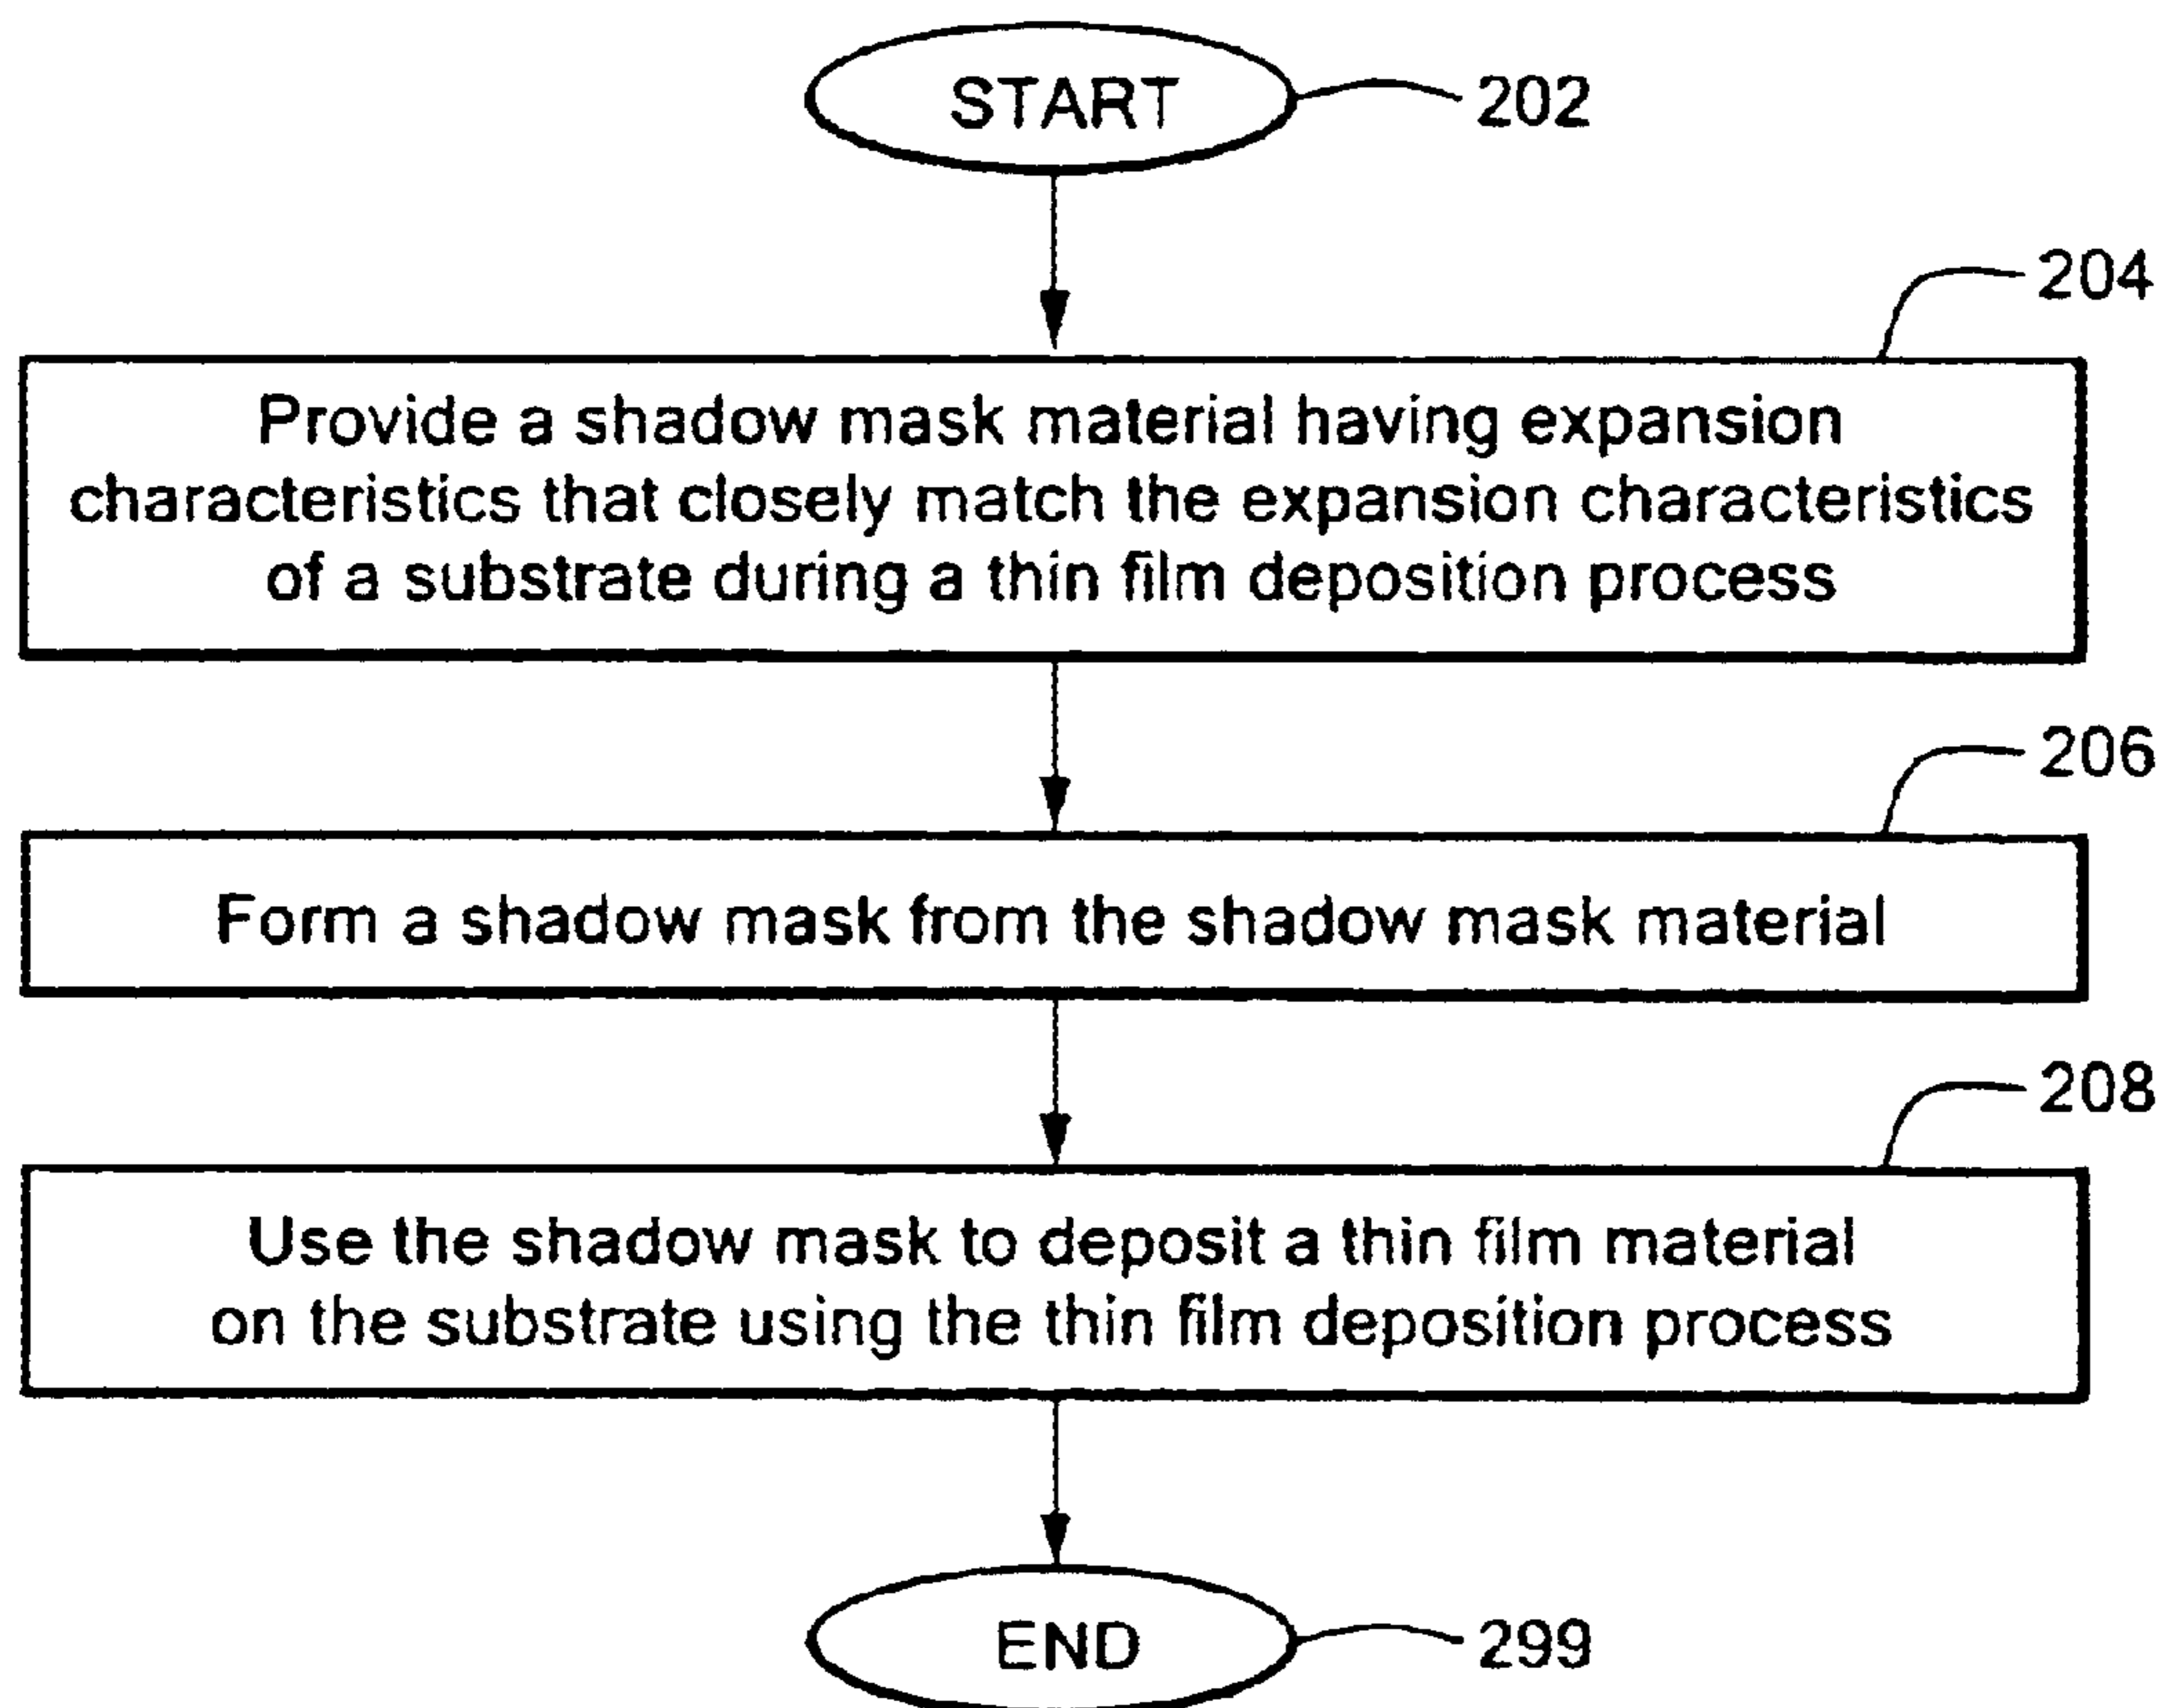 START
202
204
Provide a shadow mask material having expansion
characteristics that closely match the expansion characteristics
of a substrate during a thin film deposition process
206
Form a shadow mask from the shadow mask material
208
Use the shadow mask to deposit a thin film material
on the substrate using the thin film deposition process
END
299